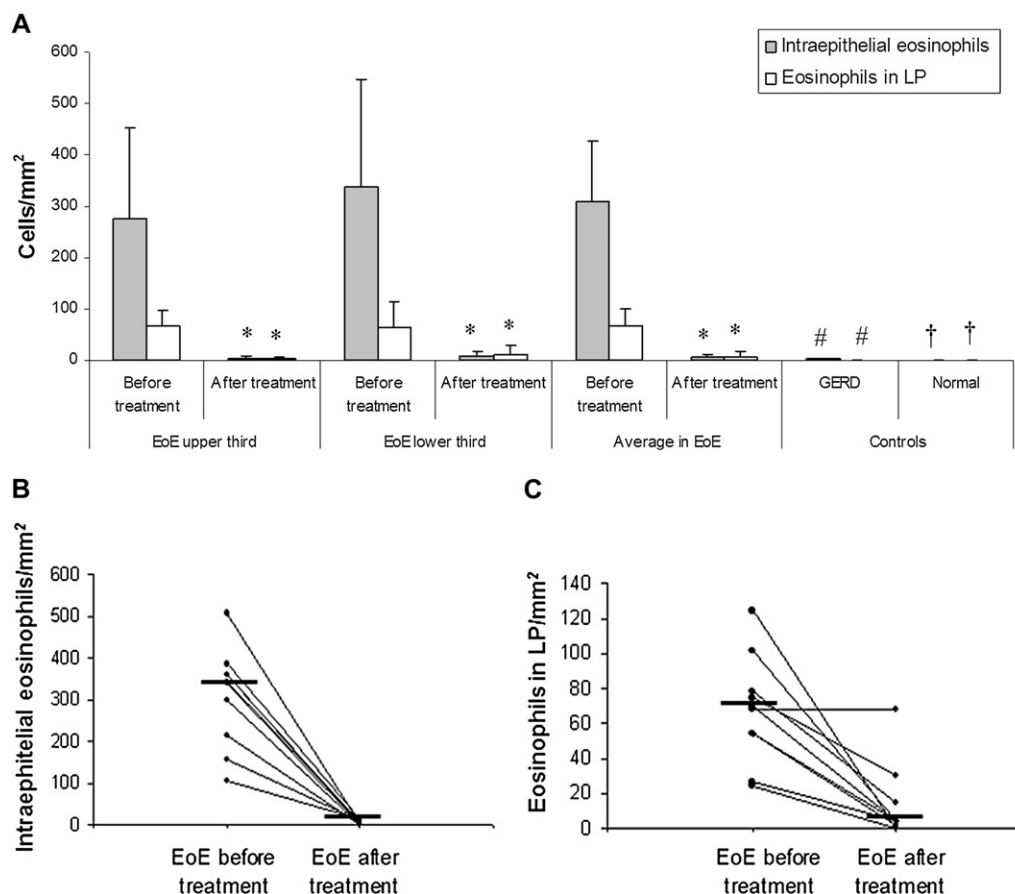 A
600
500
400
300
200
100
0
Cells/mm²
Intraepithelial eosinophils
Eosinophils in LP
* *
* *
* *
# #
† †
Before treatment
After treatment
Before treatment
After treatment
Before treatment
After treatment
GERD
Normal
EoE upper third
EoE lower third
Average in EoE
Controls
B
Intraephitelial eosinophils/mm²
600
500
400
300
200
100
0
EoE before treatment
EoE after treatment
C
Eosinophils in LP/mm²
140
120
100
80
60
40
20
0
EoE before treatment
EoE after treatment